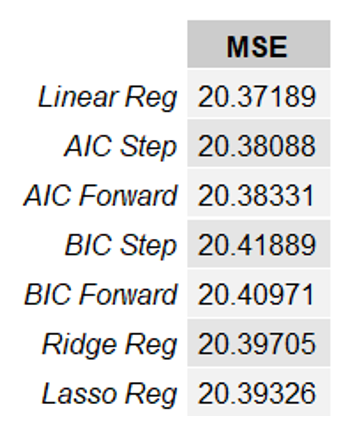 MSE
Linear Reg 20.37189
AIC Step 20.38088
AIC Forward 20.38331
BIC Step 20.41889
BIC Forward 20.40971
Ridge Reg 20.39705
Lasso Reg 20.39326